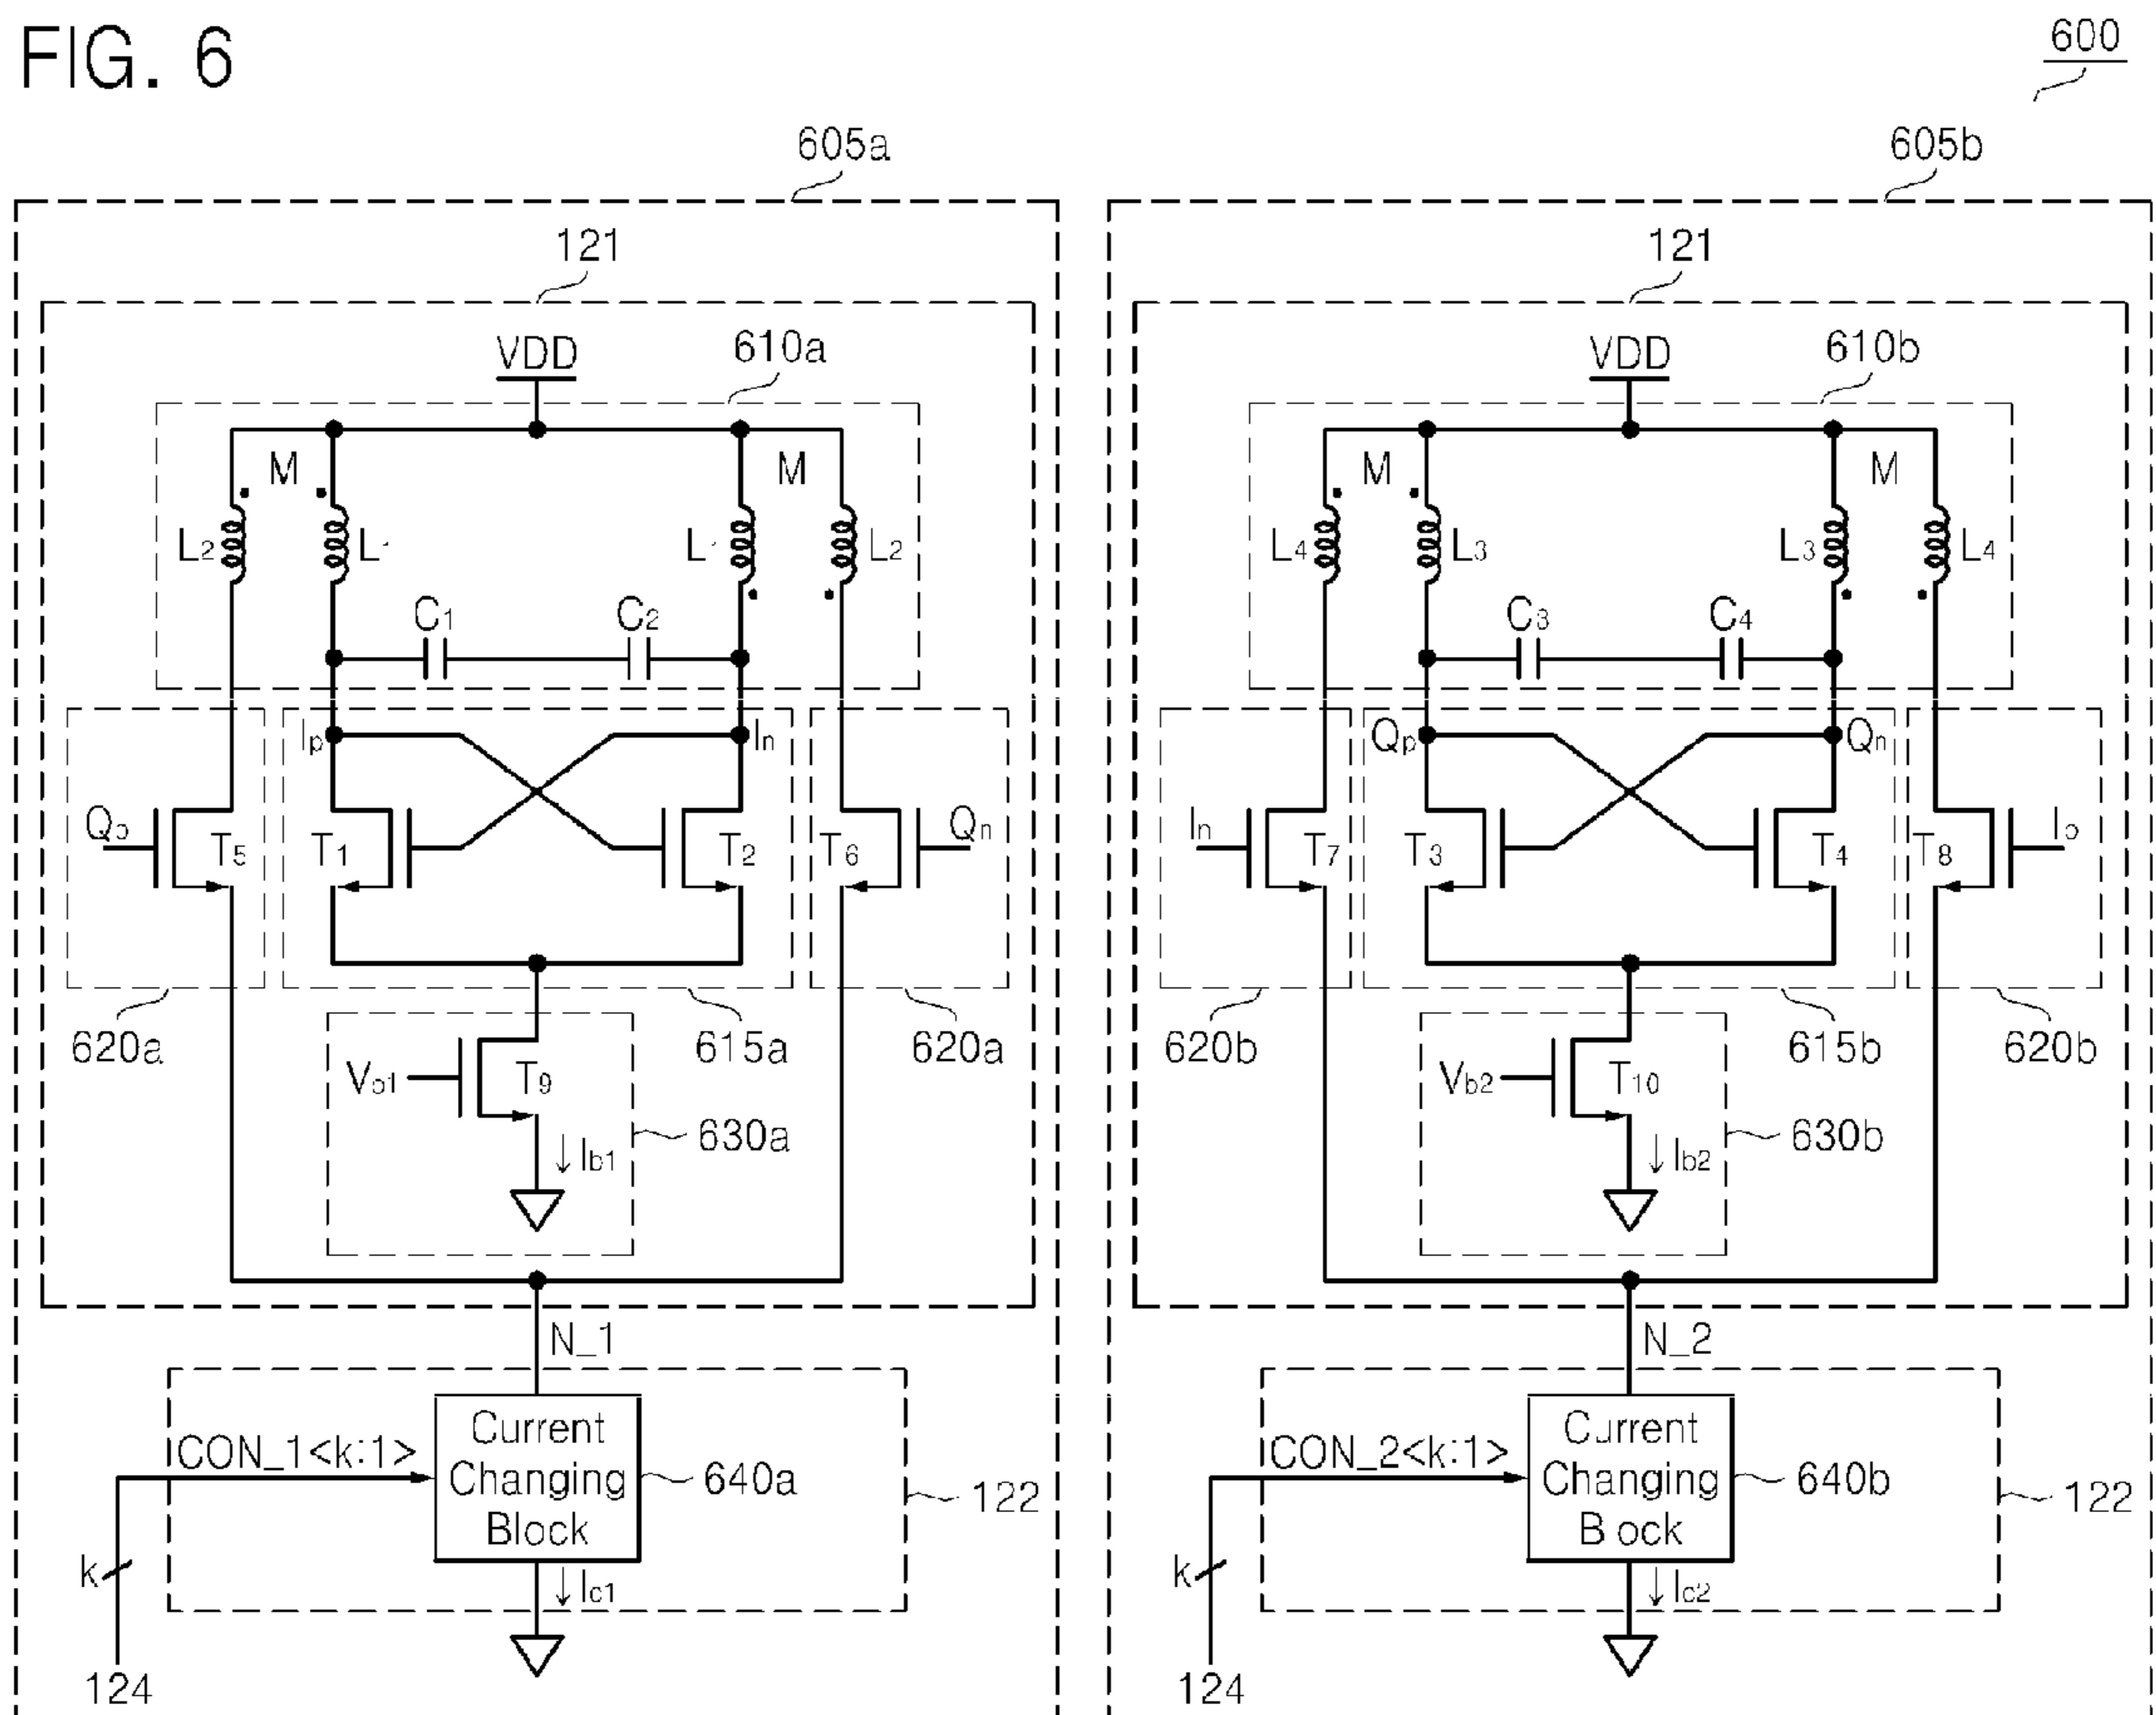 FIG. 6
600
605a
605b
121
121
VDD
610a
VDD
610b
M
M
M
M
L2
L1
L1
L2
L4
L3
L3
L4
C1
C2
C3
C4
Ip
In
Qp
Qn
Qp
T5
T1
T2
T6
Qn
In
T7
T3
T4
T8
Ip
620a
615a
620a
620b
615b
620b
Vb1
T9
Vb2
T10
630a
630b
Ib1
Ib2
N_1
N_2
CON_1<k:1>
Current
Changing
Block
640a
122
CON_2<k:1>
Current
Changing
Block
640b
122
k
Ic1
k
Ic2
124
124